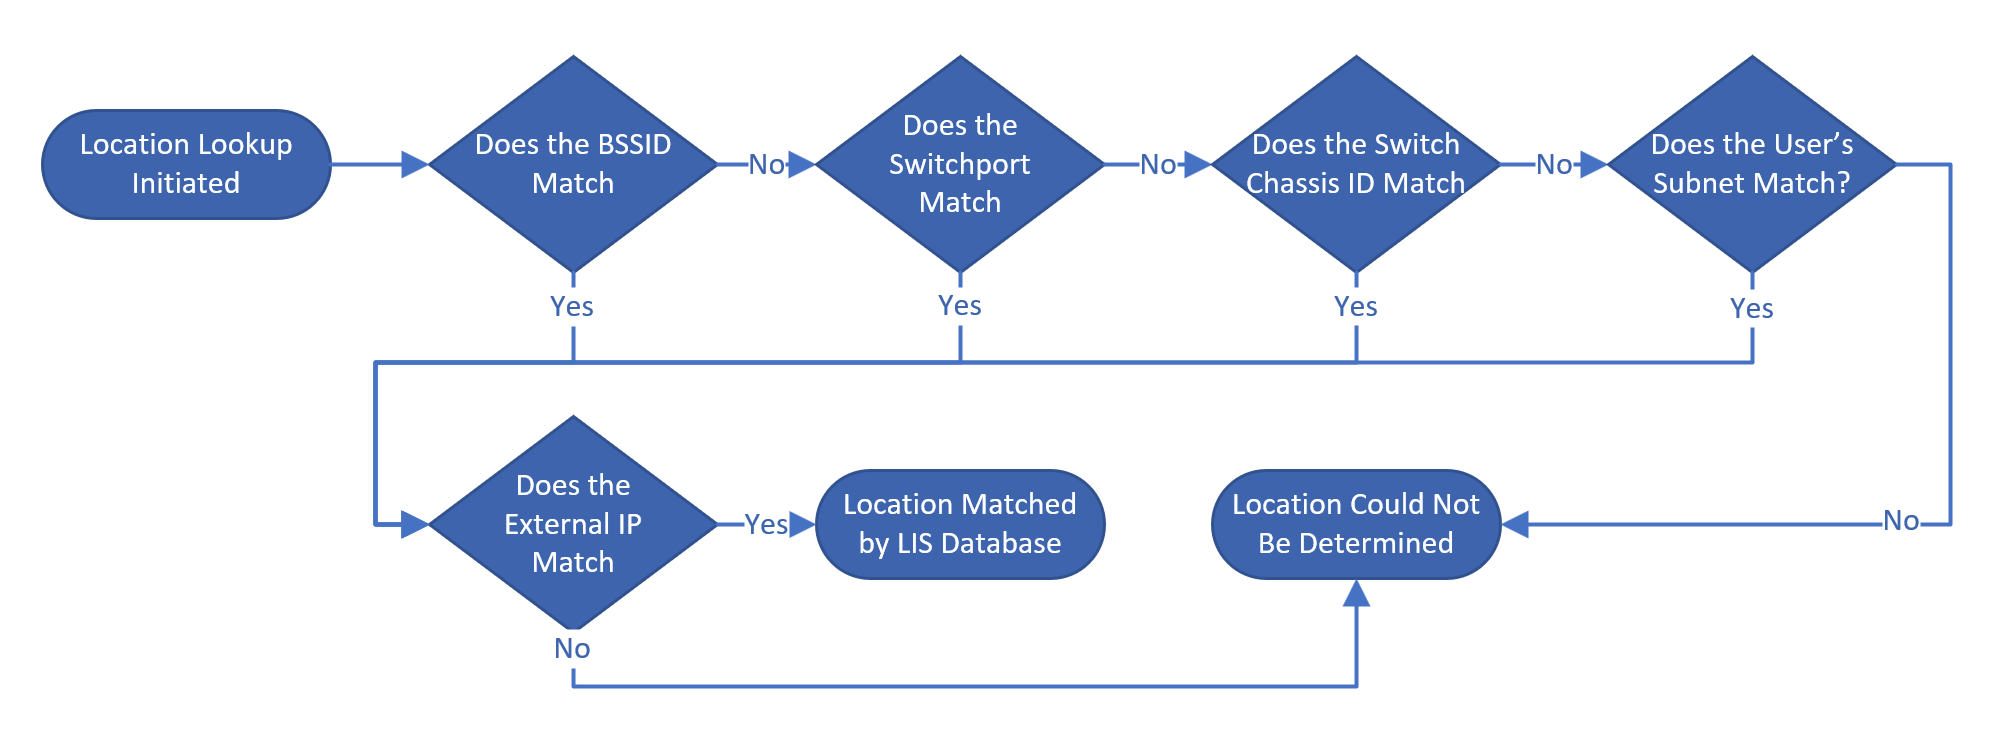 Location Lookup
Initiated
Does the BSSID
Match
No
Does the
Switchport
Match
No
Does the Switch
Chassis ID Match
No
Does the User’s
Subnet Match?
Yes
Yes
Yes
Yes
Does the
External IP
Match
Yes
Location Matched
by LIS Database
Location Could Not
Be Determined
No
No